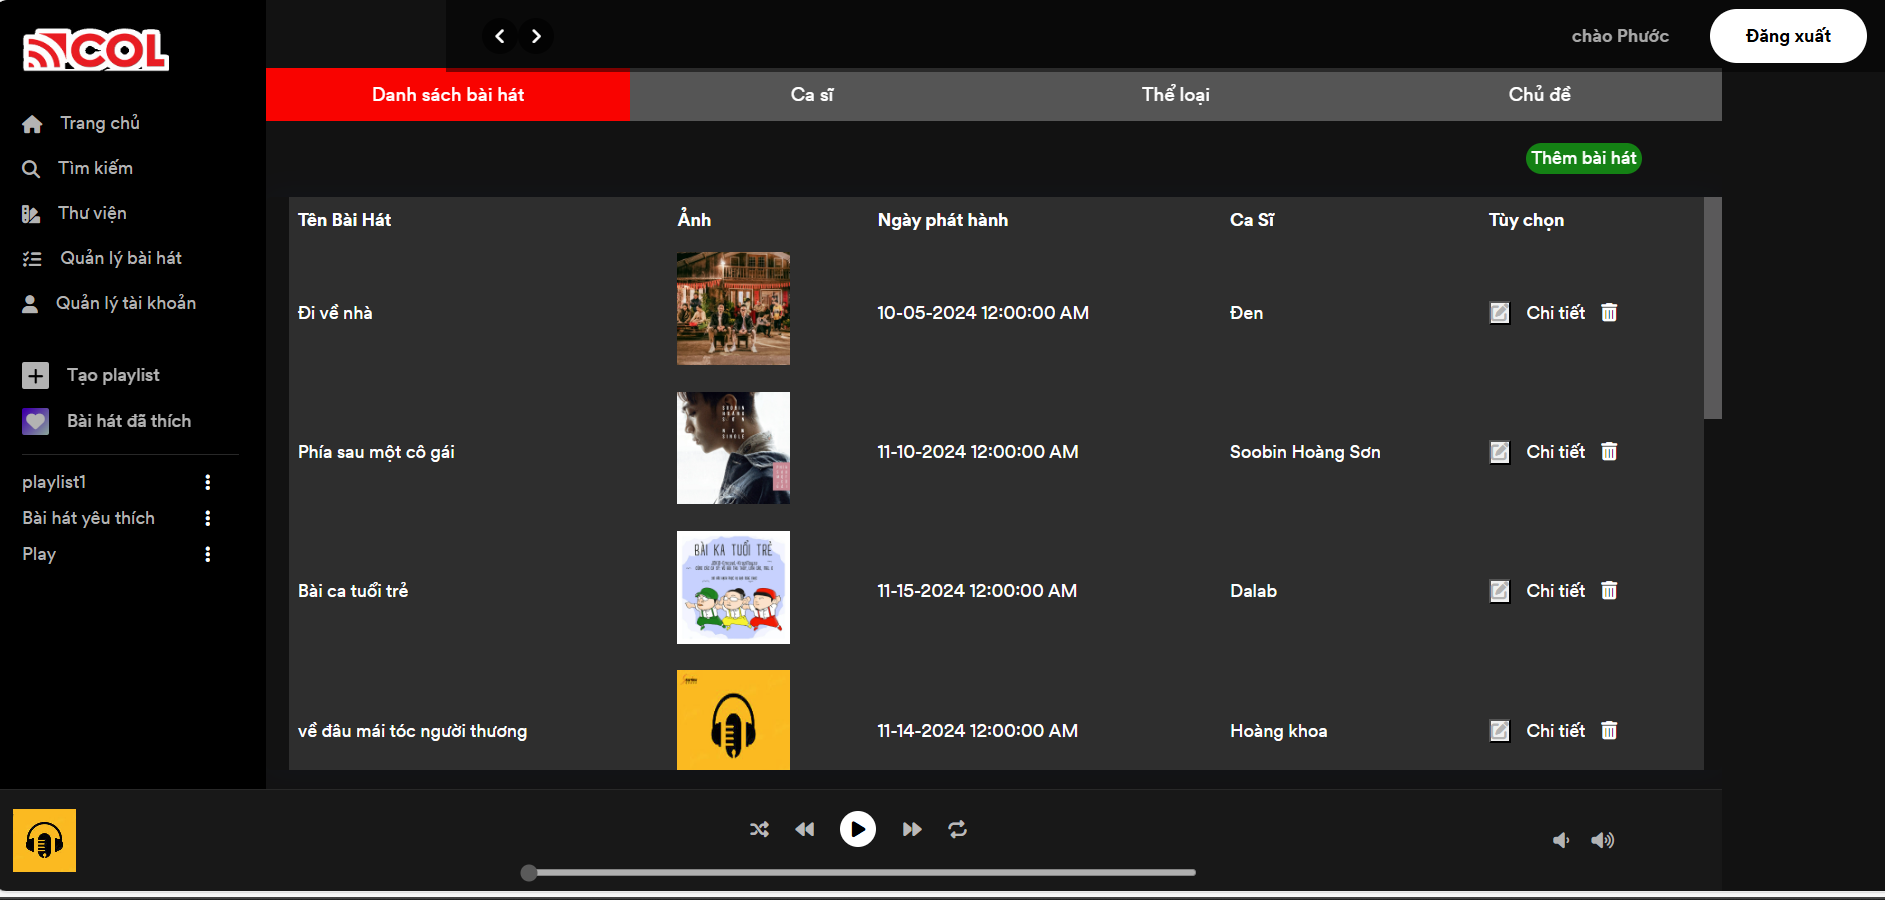 COL
chào Phước
Đăng xuất
Trang chủ
Tìm kiếm
Thư viện
Quản lý bài hát
Quản lý tài khoản
Tạo playlist
Bài hát đã thích
playlist1
Bài hát yêu thích
Play
Danh sách bài hát
Ca sĩ
Thể loại
Chủ đề
Thêm bài hát
Tên Bài Hát Ảnh Ngày phát hành Ca Sĩ Tùy chọn
Đi về nhà 10-05-2024 12:00:00 AM Đen Chi tiết
SOOBIN
HOÀNG
SƠN
NEW
SINGLE
Phía sau một cô gái 11-10-2024 12:00:00 AM Soobin Hoàng Sơn Chi tiết
BÀI KA TUỔI TRẺ
Bài ca tuổi trẻ 11-15-2024 12:00:00 AM Dalab Chi tiết
về đâu mái tóc người thương 11-14-2024 12:00:00 AM Hoàng khoa Chi tiết